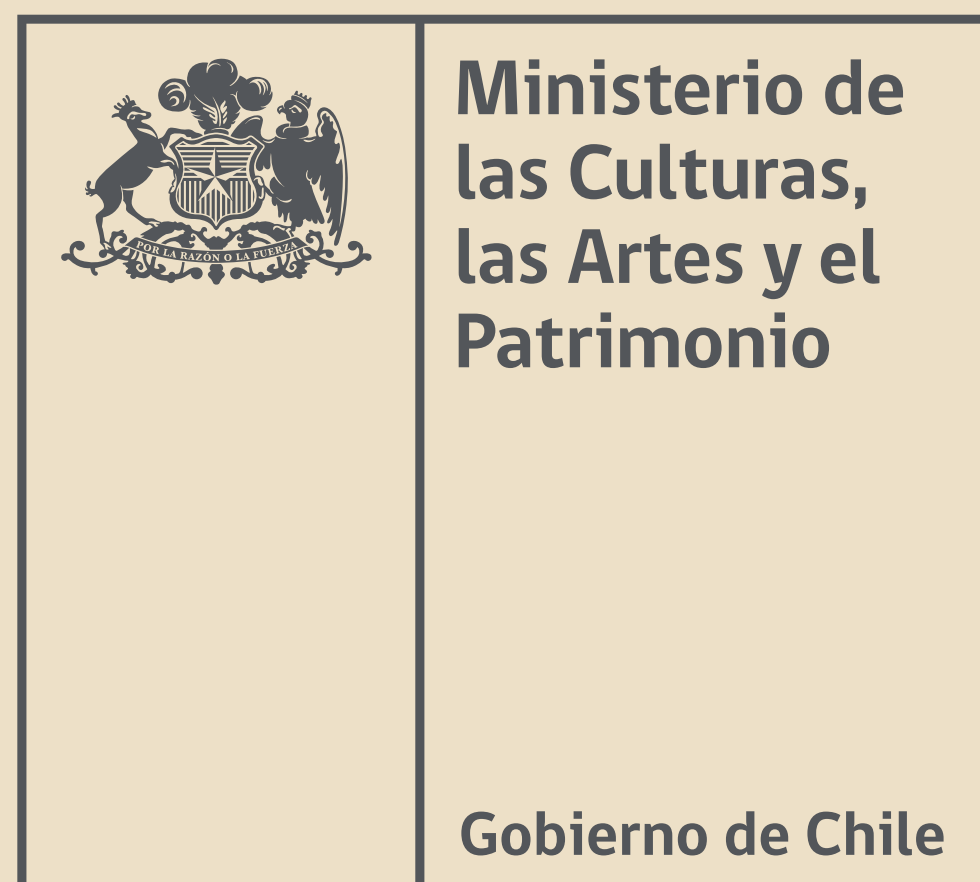 POR LA RAZÓN O LA FUERZA
Ministerio de
las Culturas,
las Artes y el
Patrimonio
Gobierno de Chile